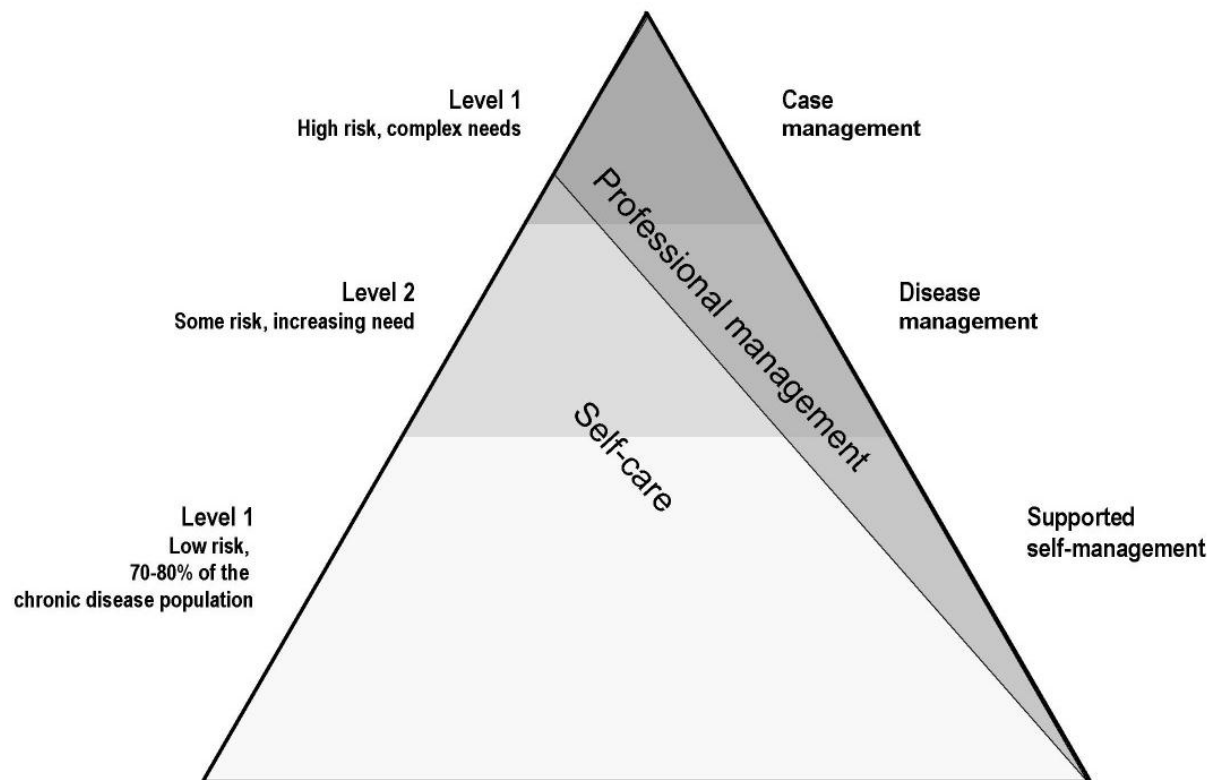 Level 1
High risk, complex needs
Case
management
Professional management
Level 2
Some risk, increasing need
Disease
management
Self-care
Level 1
Low risk,
70-80% of the
chronic disease population
Supported
self-management